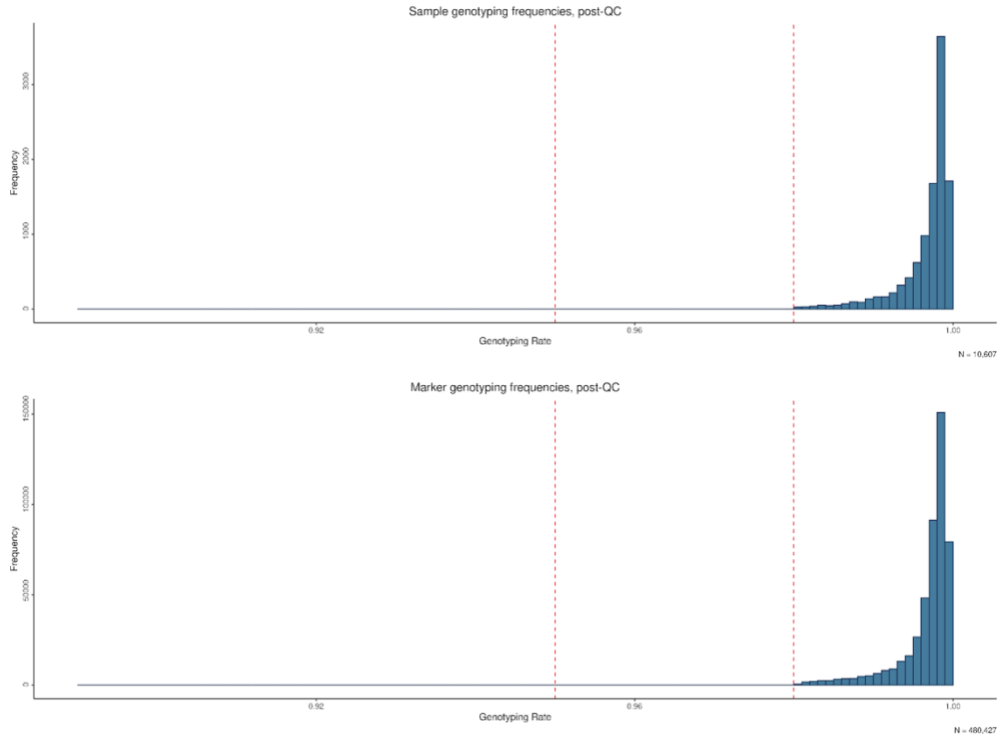 Sample genotyping frequencies, post-QC
3000
2000
1000
0
Frequency
0.92
0.96
1.00
Genotyping Rate
N = 10,607
Marker genotyping frequencies, post-QC
150000
100000
50000
0
Frequency
0.92
0.96
1.00
Genotyping Rate
N = 480,427